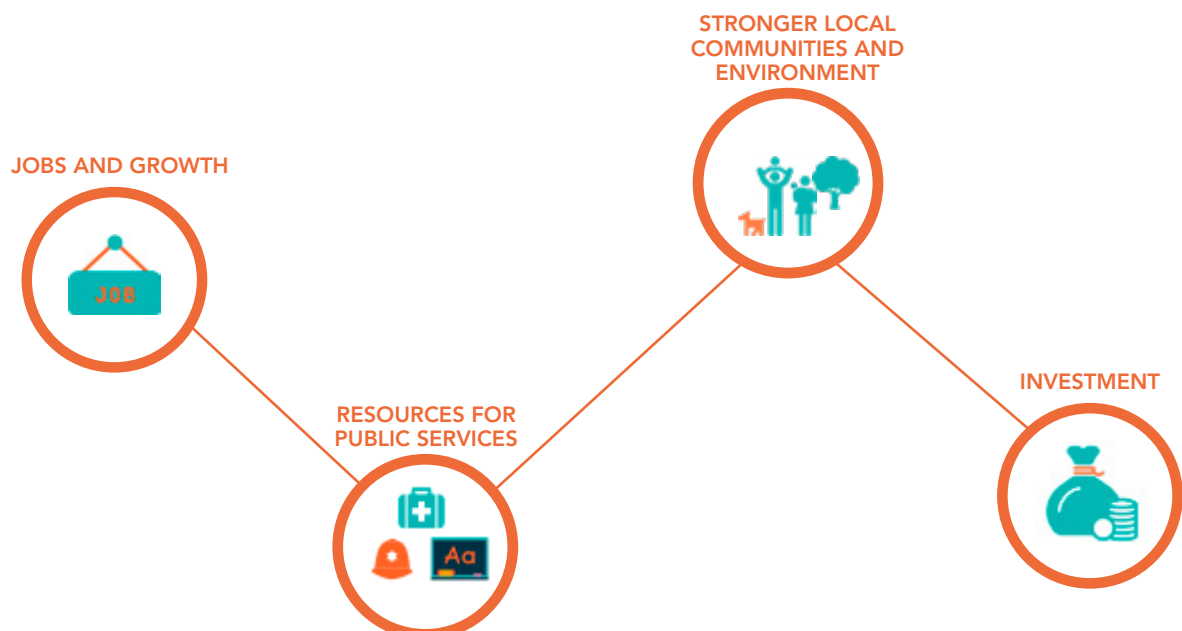 STRONGER LOCAL
COMMUNITIES AND
ENVIRONMENT
JOBS AND GROWTH
JOB
INVESTMENT
RESOURCES FOR
PUBLIC SERVICES
Aa